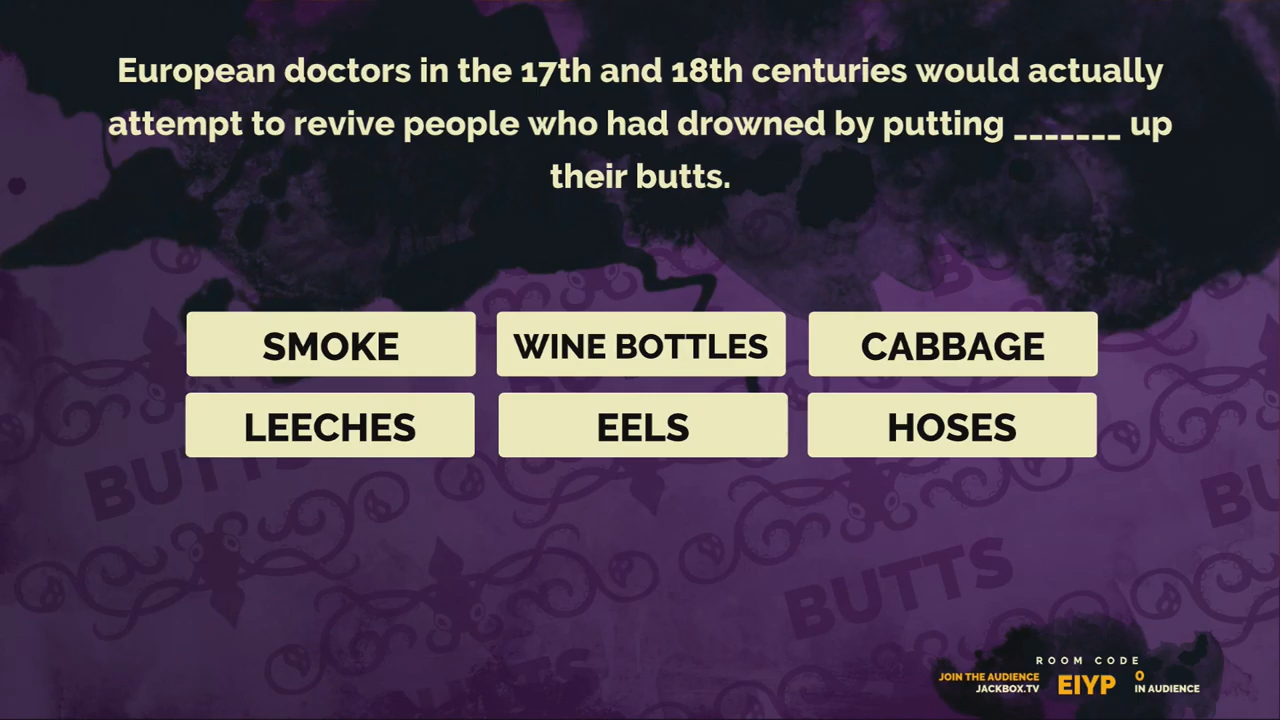 European doctors in the 17th and 18th centuries would actually
attempt to revive people who had drowned by putting _______ up
their butts.
SMOKE
WINE BOTTLES
CABBAGE
LEECHES
EELS
HOSES
BUTTS
BUTTS
ROOM CODE
JOIN THE AUDIENCE
JACKBOX.TV
EIYP
0
IN AUDIENCE